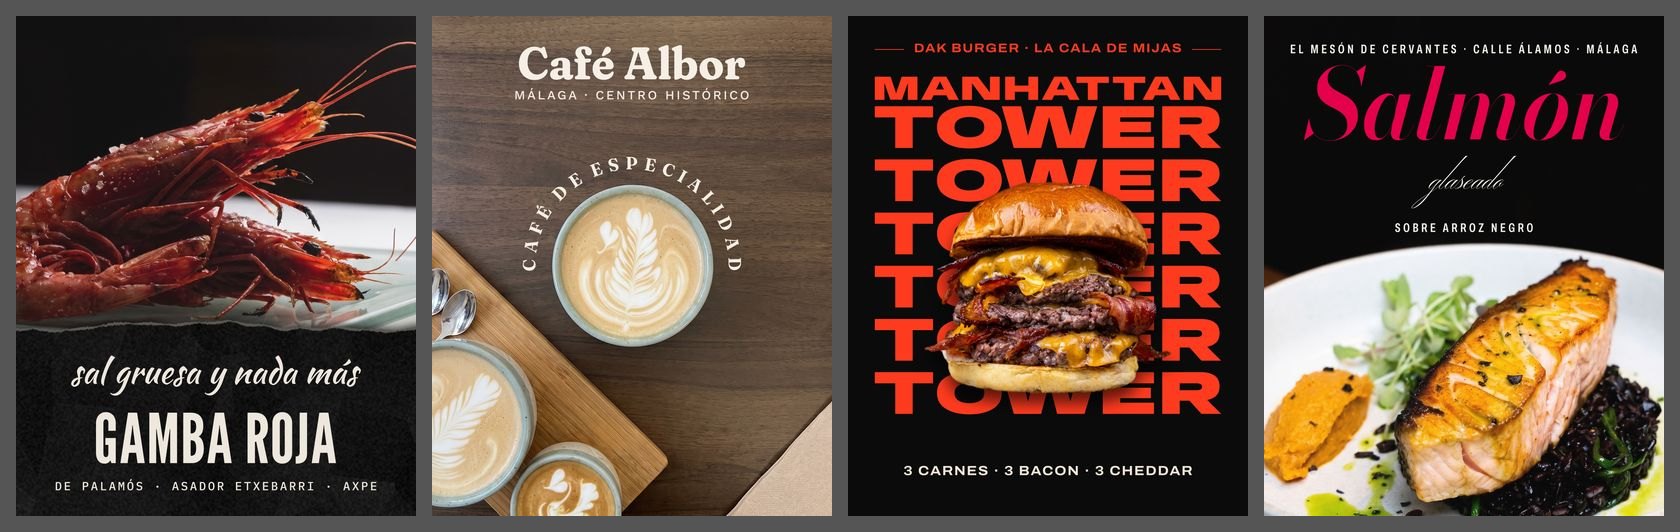 sal gruesa y nada más
GAMBA ROJA
DE PALAMÓS · ASADOR ETXEBARRI · AXPE
Café Albor
MÁLAGA · CENTRO HISTÓRICO
CAFÉ DE ESPECIALIDAD
DAK BURGER · LA CALA DE MIJAS
MANHATTAN
TOWER
TOWER
TOWER
TOWER
TOWER
TOWER
3 CARNES · 3 BACON · 3 CHEDDAR
EL MESÓN DE CERVANTES · CALLE ÁLAMOS · MÁLAGA
Salmón
glaseado
SOBRE ARROZ NEGRO